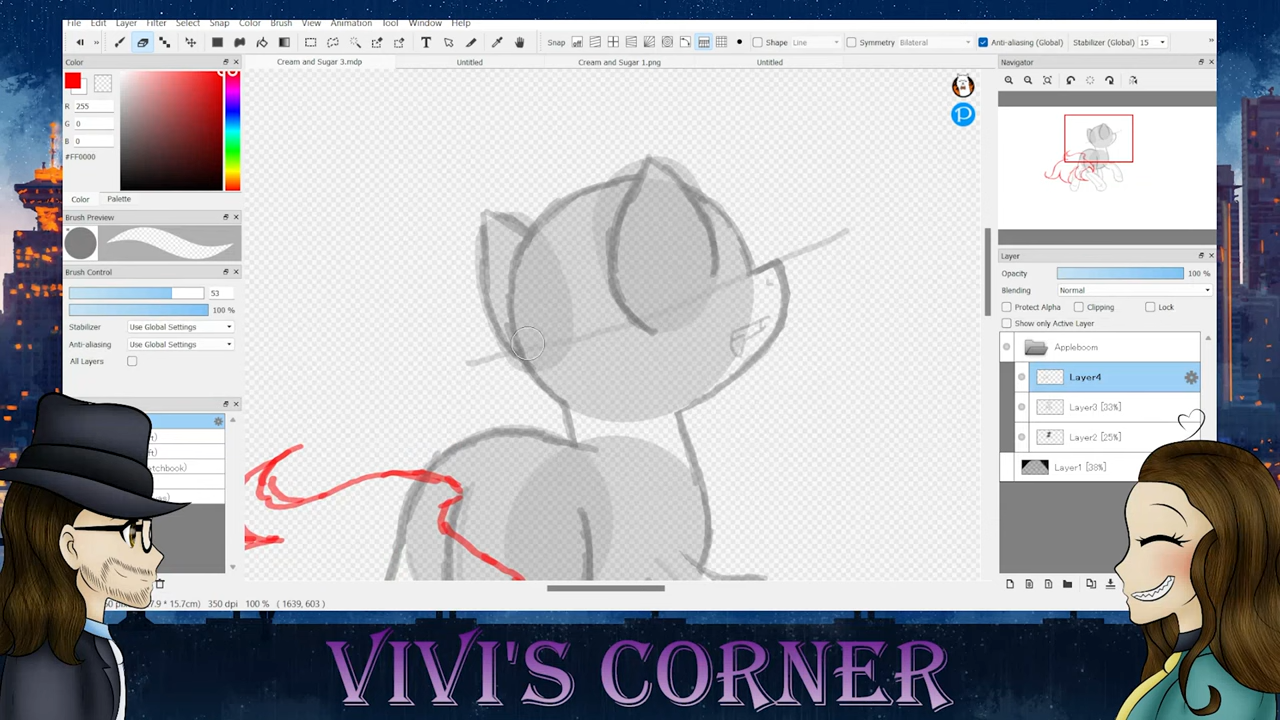 File Edit Layer Filter Select Snap Color Brush View Animation Tool Window Help
Snap Shape Line Symmetry Bilateral Anti-aliasing (Global) Stabilizer (Global) 15
Color Cream and Sugar 3.mdp Untitled Cream and Sugar 1.png Untitled Navigator
R 255
G 0
B 0
#FF0000
Color Palette
Brush Preview
Brush Control
53
100 %
Stabilizer Use Global Settings
Anti-aliasing Use Global Settings
All Layers
Layer
Opacity 100 %
Blending Normal
Protect Alpha Clipping Lock
Show only Active Layer
Appleboom
Layer4
Layer3 [33%]
Layer2 [25%]
Layer1 [38%]
350 dpi 100 % ( 1639, 603 )
VIVI'S CORNER